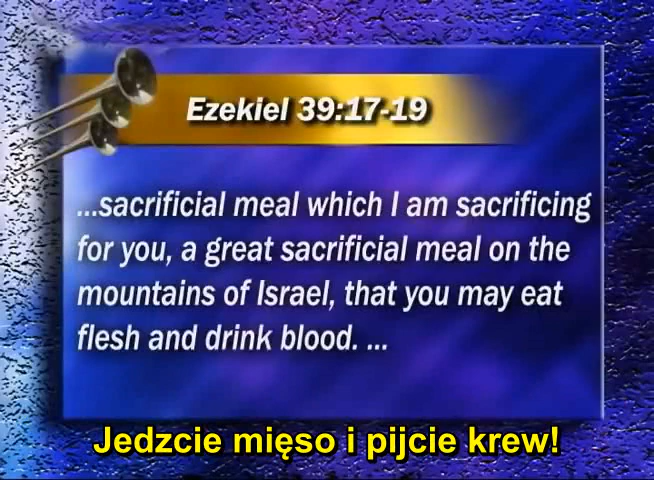 Ezekiel 39:17-19
...sacrificial meal which I am sacrificing
for you, a great sacrificial meal on the
mountains of Israel, that you may eat
flesh and drink blood. ...
Jedzcie mięso i pijcie krew!